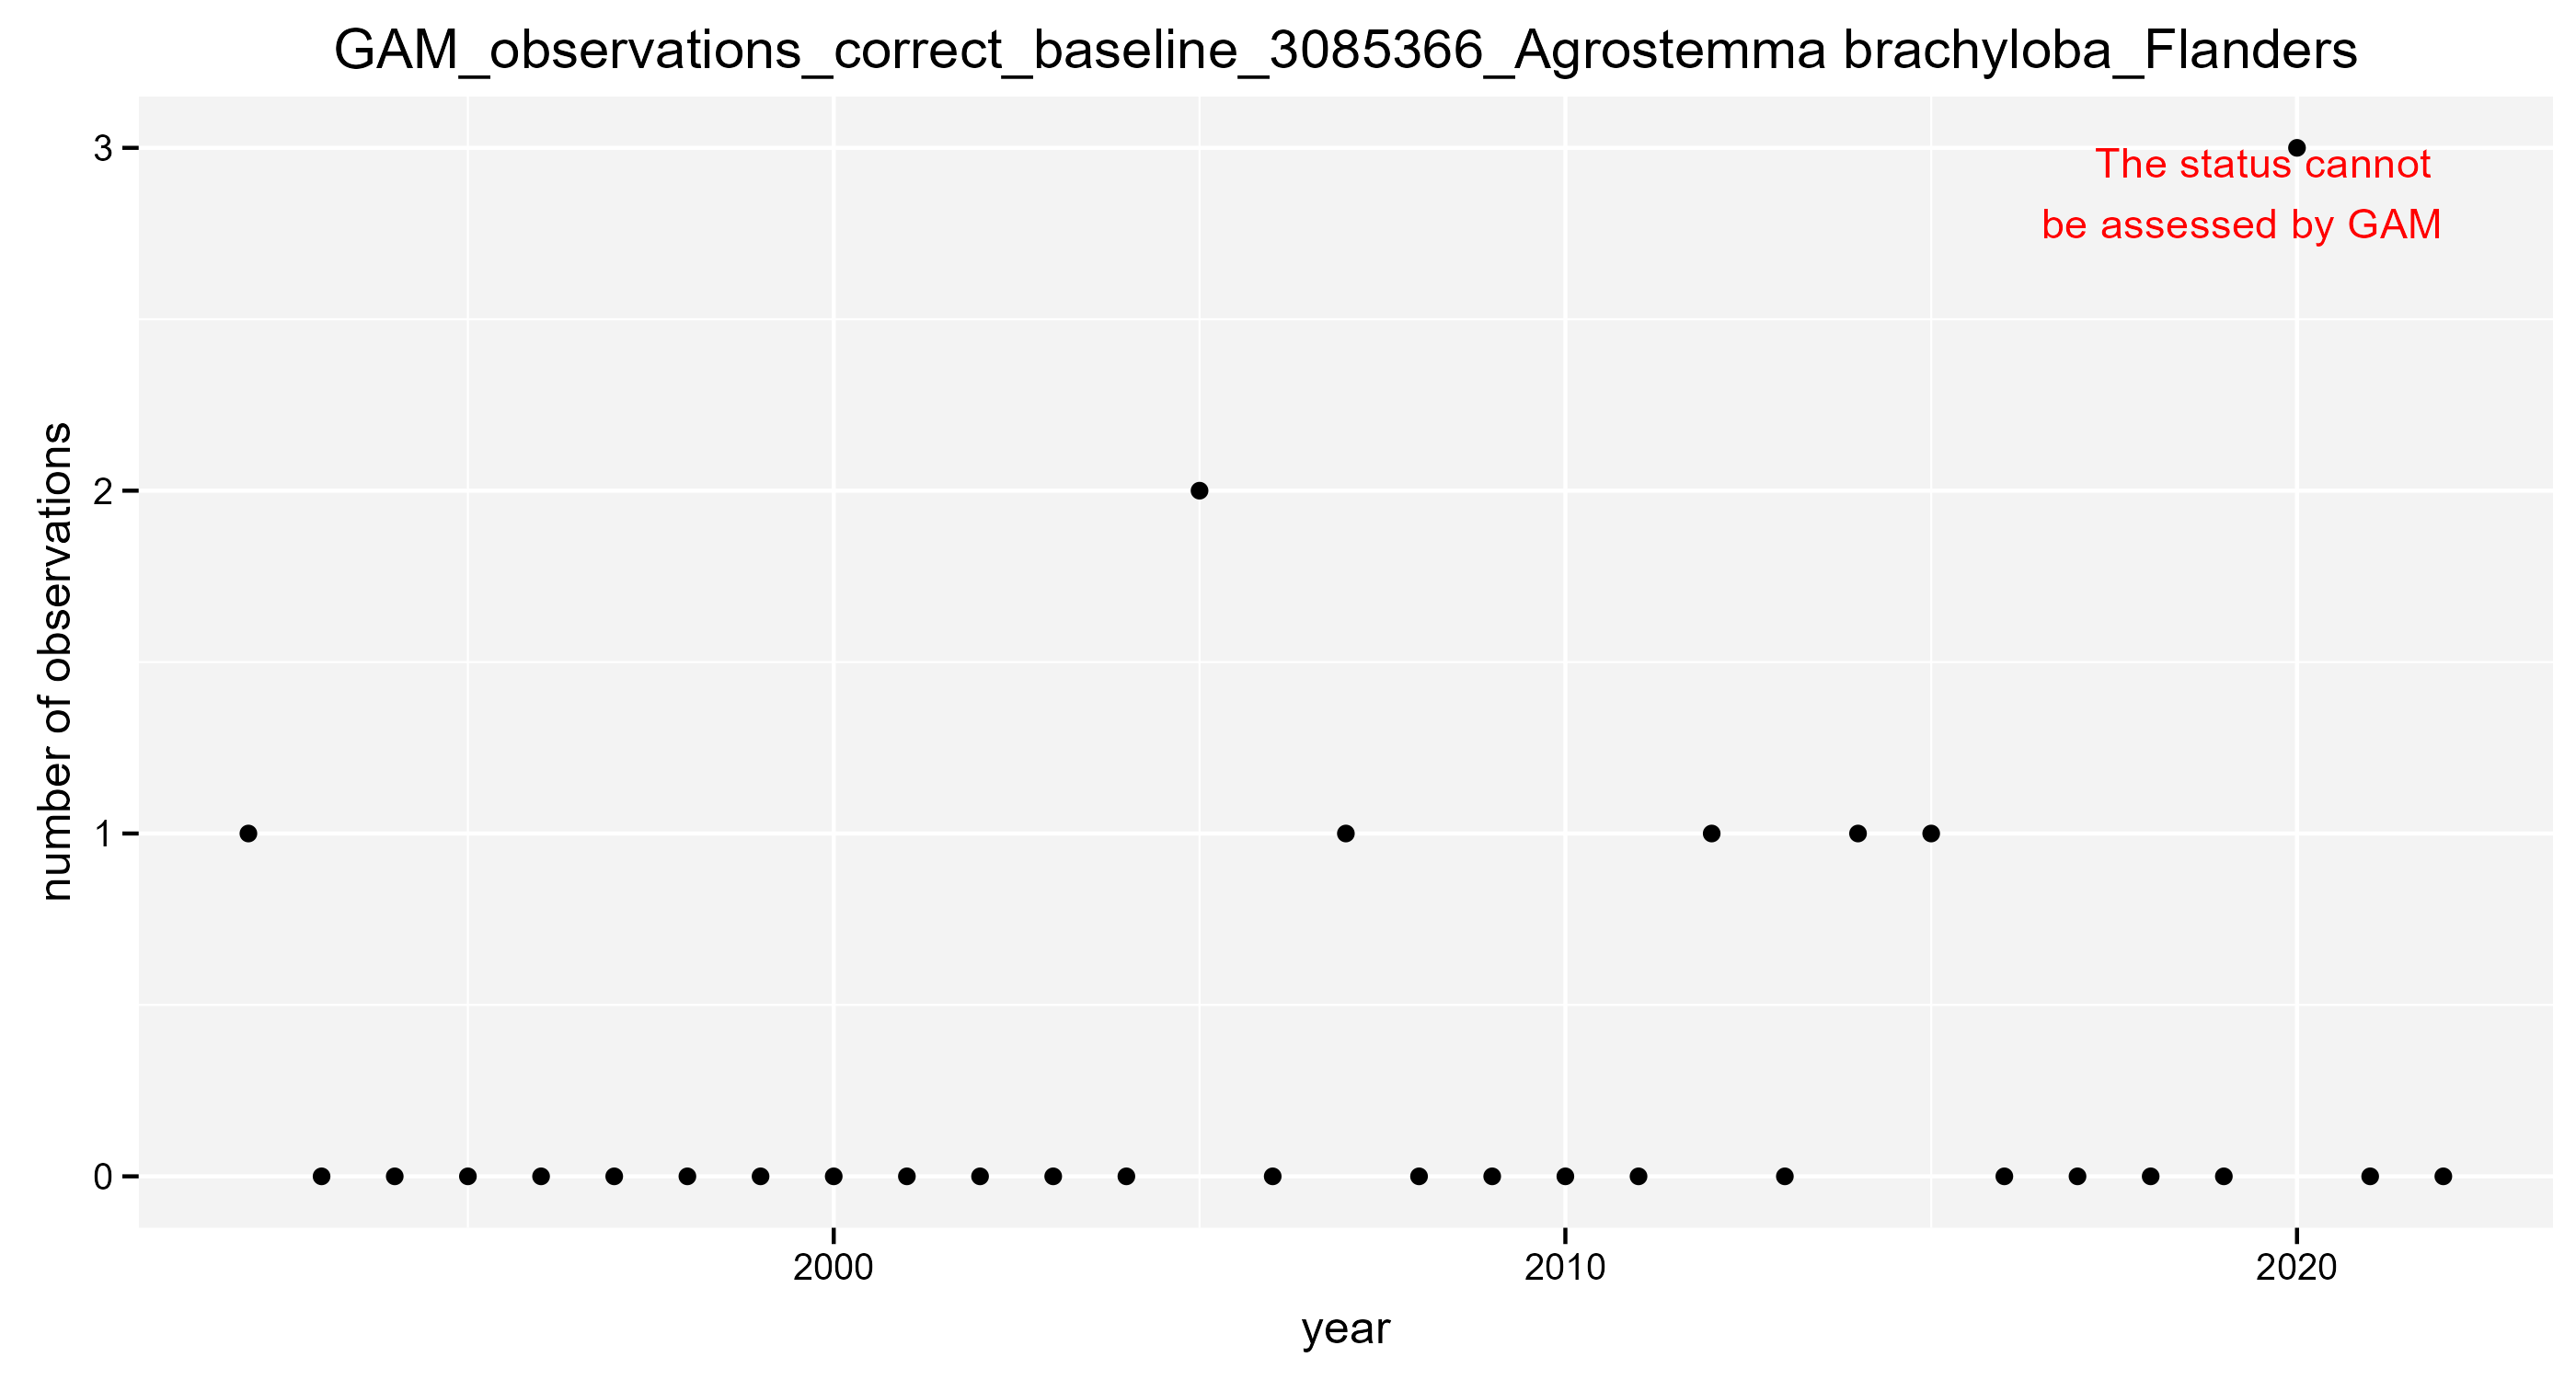 GAM_observations_correct_baseline_3085366_Agrostemma brachyloba_Flanders
3
The status cannot
be assessed by GAM
2
number of observations
1
0
2000
2010
2020
year